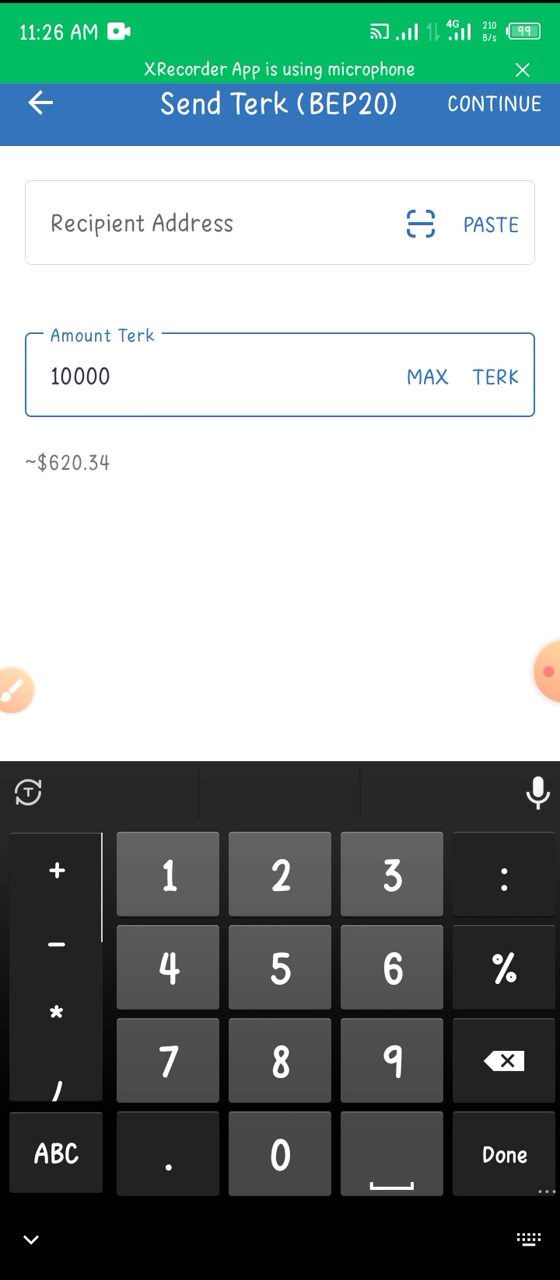 11:26 AM 4G 210 B/s 99
XRecorder App is using microphone
Send Terk (BEP20) CONTINUE
Recipient Address PASTE
Amount Terk
10000 MAX TERK
~$620.34
T
+ 1 2 3 :
− 4 5 6 %
* 7 8 9
,
ABC . 0 Done